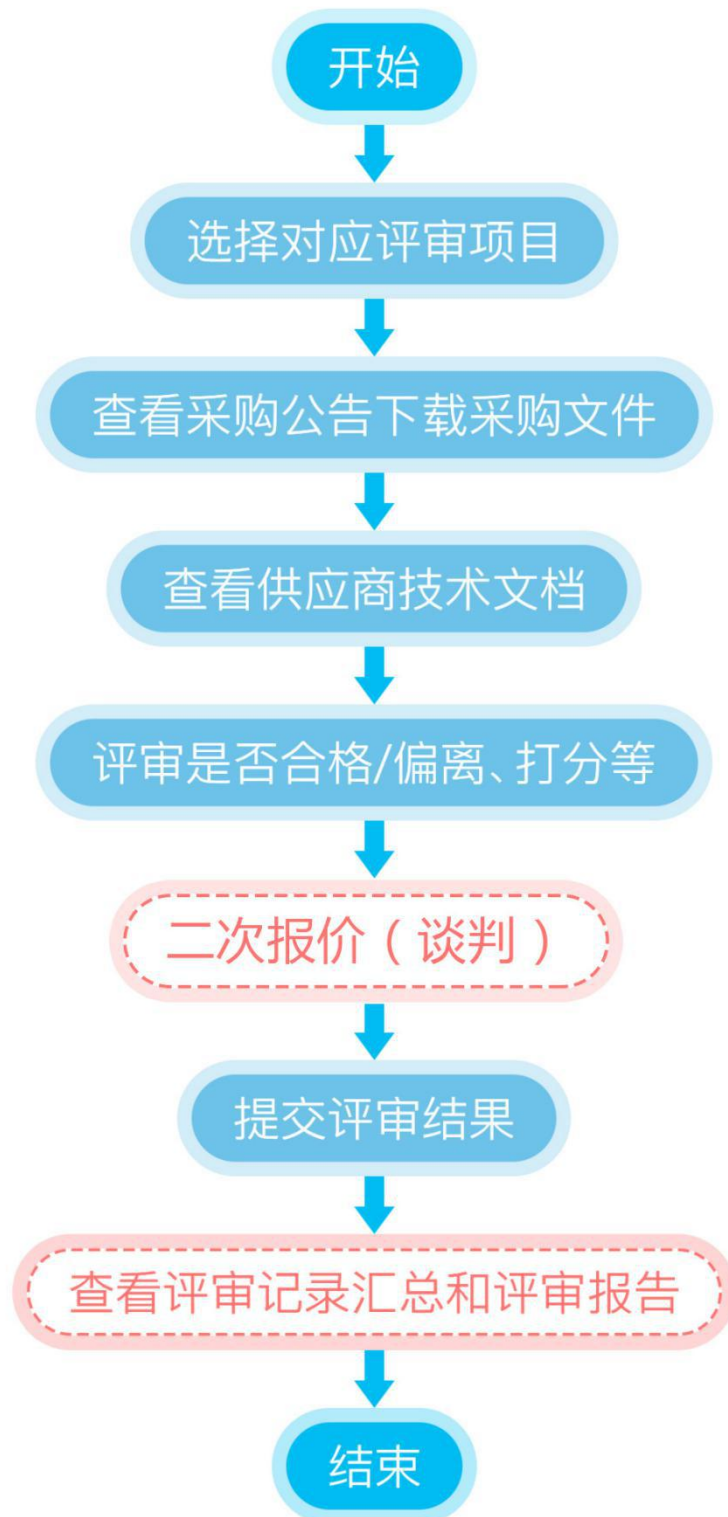 开始
选择对应评审项目
查看采购公告下载采购文件
查看供应商技术文档
评审是否合格/偏离、打分等
二次报价（谈判）
提交评审结果
查看评审记录汇总和评审报告
结束